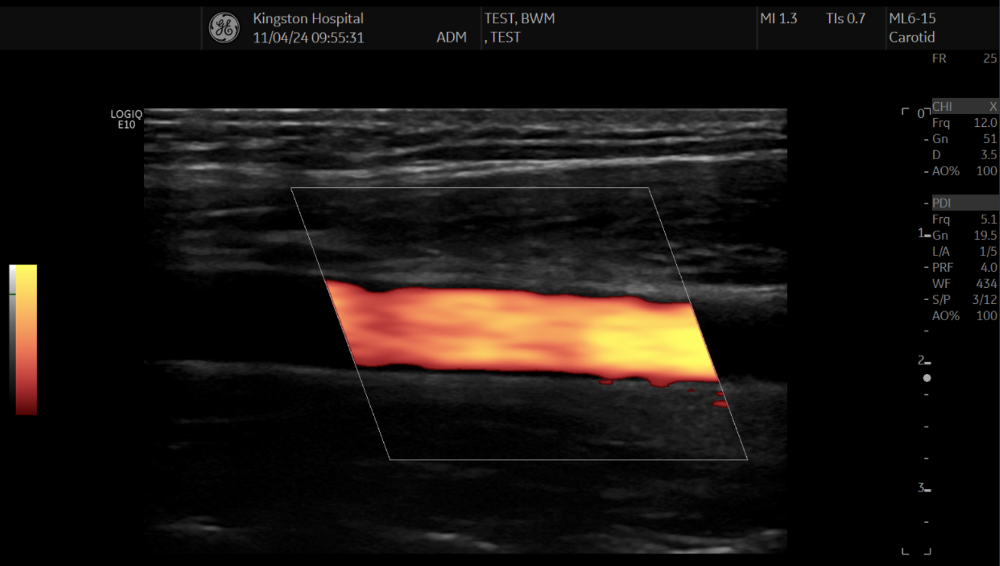 Kingston Hospital
11/04/24 09:55:31 ADM
TEST, BWM
, TEST
MI 1.3 TIs 0.7
ML6-15
Carotid
FR 25
LOGIQ
E10
0
CHI X
Frq 12.0
Gn 51
D 3.5
AO% 100
PDI
Frq 5.1
1
Gn 19.5
L/A 1/5
PRF 4.0
WF 434
S/P 3/12
AO% 100
2
3